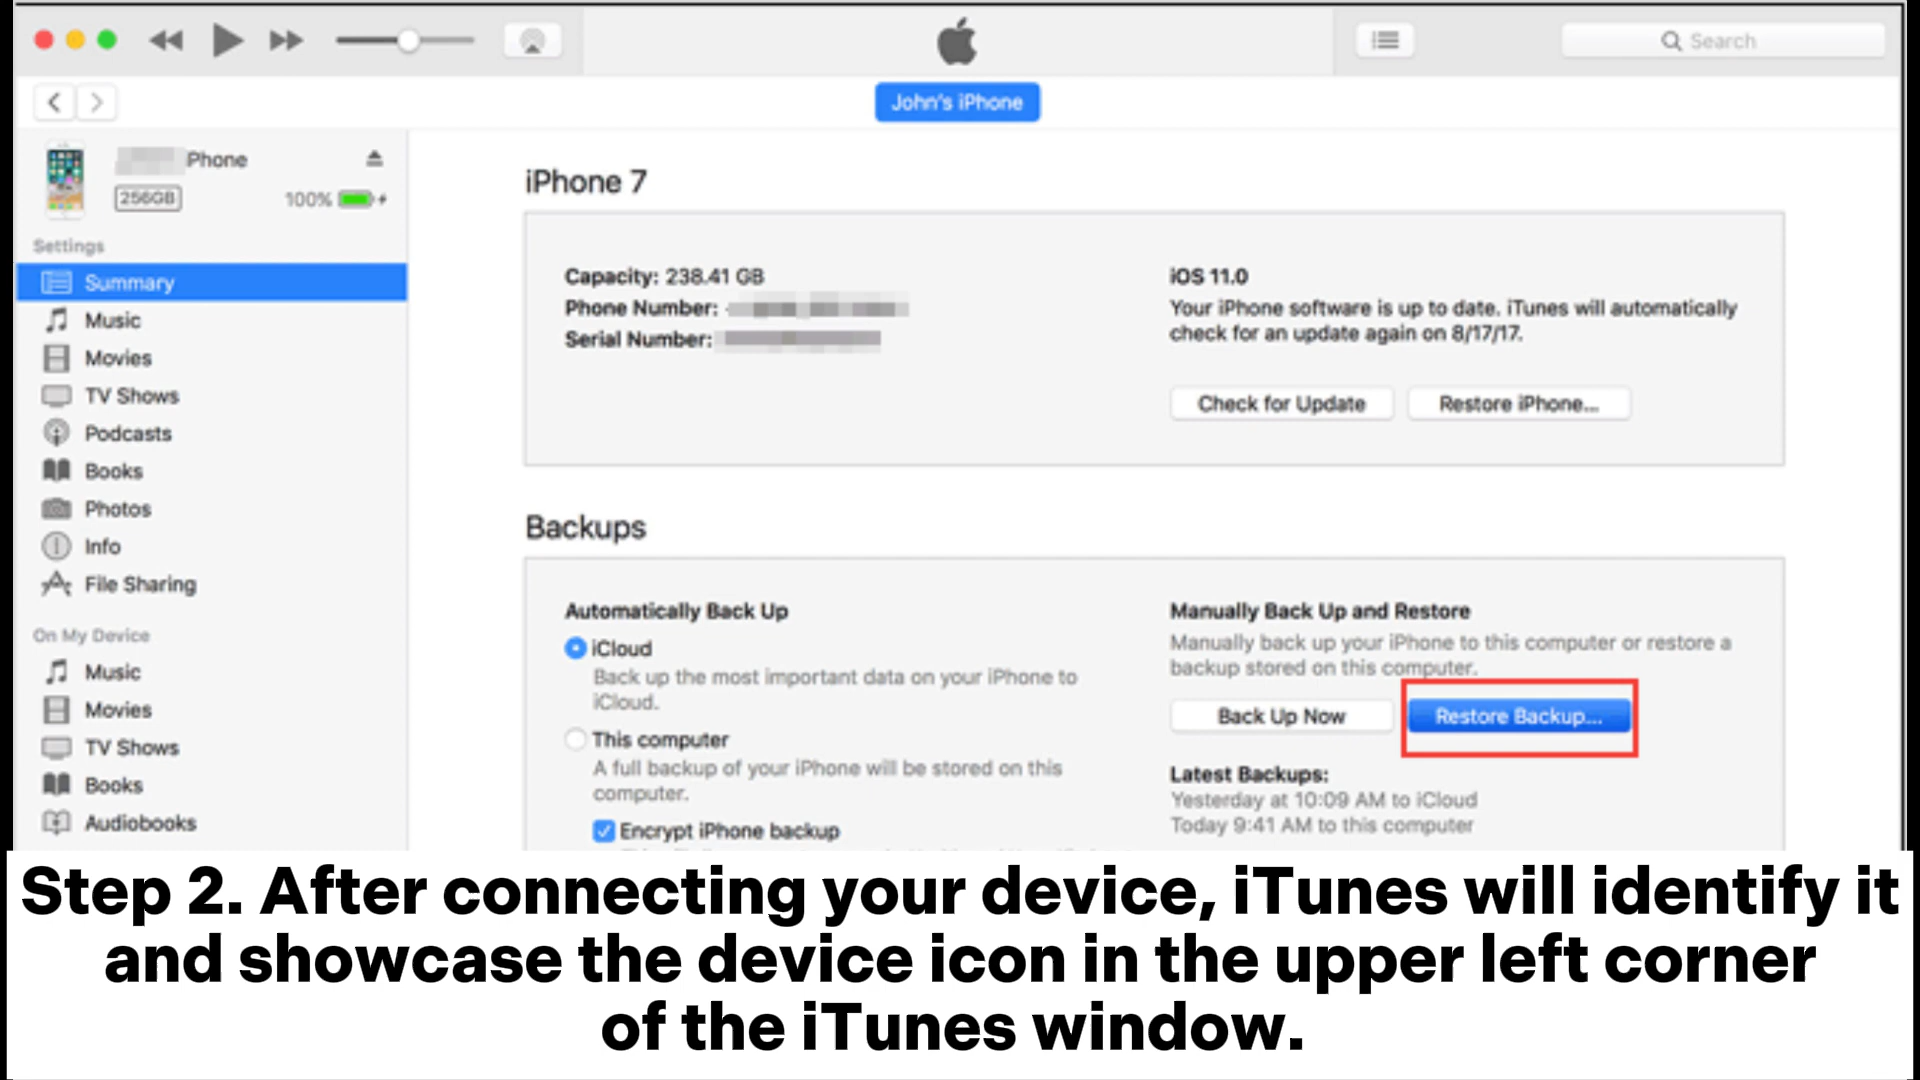 Search
John's iPhone
Phone
256GB
100%
Settings
Summary
Music
Movies
TV Shows
Podcasts
Books
Photos
Info
File Sharing
On My Device
Music
Movies
TV Shows
Books
Audiobooks
iPhone 7
Capacity: 238.41 GB
Phone Number:
Serial Number:
iOS 11.0
Your iPhone software is up to date. iTunes will automatically
check for an update again on 8/17/17.
Check for Update
Restore iPhone...
Backups
Automatically Back Up
iCloud
Back up the most important data on your iPhone to
iCloud.
This computer
A full backup of your iPhone will be stored on this
computer.
Encrypt iPhone backup
Manually Back Up and Restore
Manually back up your iPhone to this computer or restore a
backup stored on this computer.
Back Up Now
Restore Backup...
Latest Backups:
Yesterday at 10:09 AM to iCloud
Today 9:41 AM to this computer
Step 2. After connecting your device, iTunes will identify it
and showcase the device icon in the upper left corner
of the iTunes window.